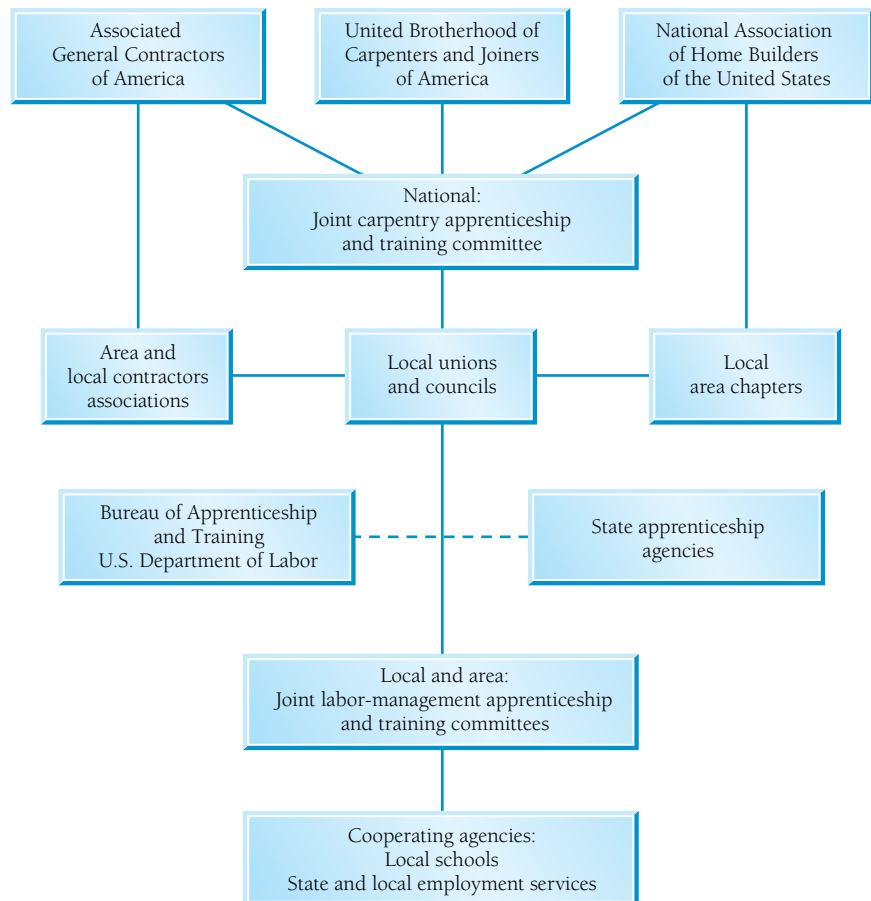 Associated
General Contractors
of America
United Brotherhood of
Carpenters and Joiners
of America
National Association
of Home Builders
of the United States
National:
Joint carpentry apprenticeship
and training committee
Area and
local contractors
associations
Local unions
and councils
Local
area chapters
Bureau of Apprenticeship
and Training
U.S. Department of Labor
State apprenticeship
agencies
Local and area:
Joint labor-management apprenticeship
and training committees
Cooperating agencies:
Local schools
State and local employment services